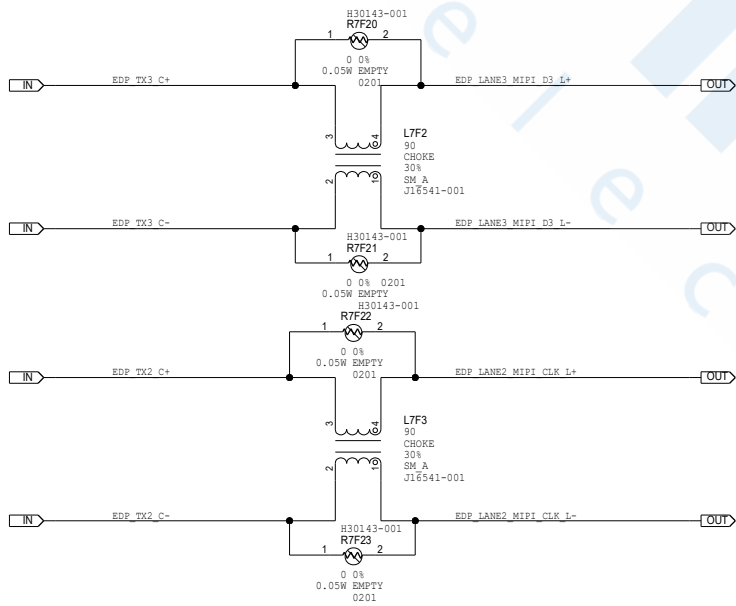 H30143-001
R7F20
1 2
0 0%
0.05W EMPTY
0201
IN EDP_TX3_C+ EDP_LANE3_MIPI_D3_L+ OUT
3 4
L7F2
90
CHOKE
30%
SM_A
J16541-001
2 1
IN EDP_TX3_C- EDP_LANE3_MIPI_D3_L- OUT
H30143-001
R7F21
1 2
0 0% 0201
0.05W EMPTY
H30143-001
R7F22
1 2
0 0%
0.05W EMPTY
0201
IN EDP_TX2_C+ EDP_LANE2_MIPI_CLK_L+ OUT
3 4
L7F3
90
CHOKE
30%
SM_A
J16541-001
2 1
IN EDP_TX2_C- EDP_LANE2_MIPI_CLK_L- OUT
H30143-001
R7F23
1 2
0 0%
0.05W EMPTY
0201
e l e c